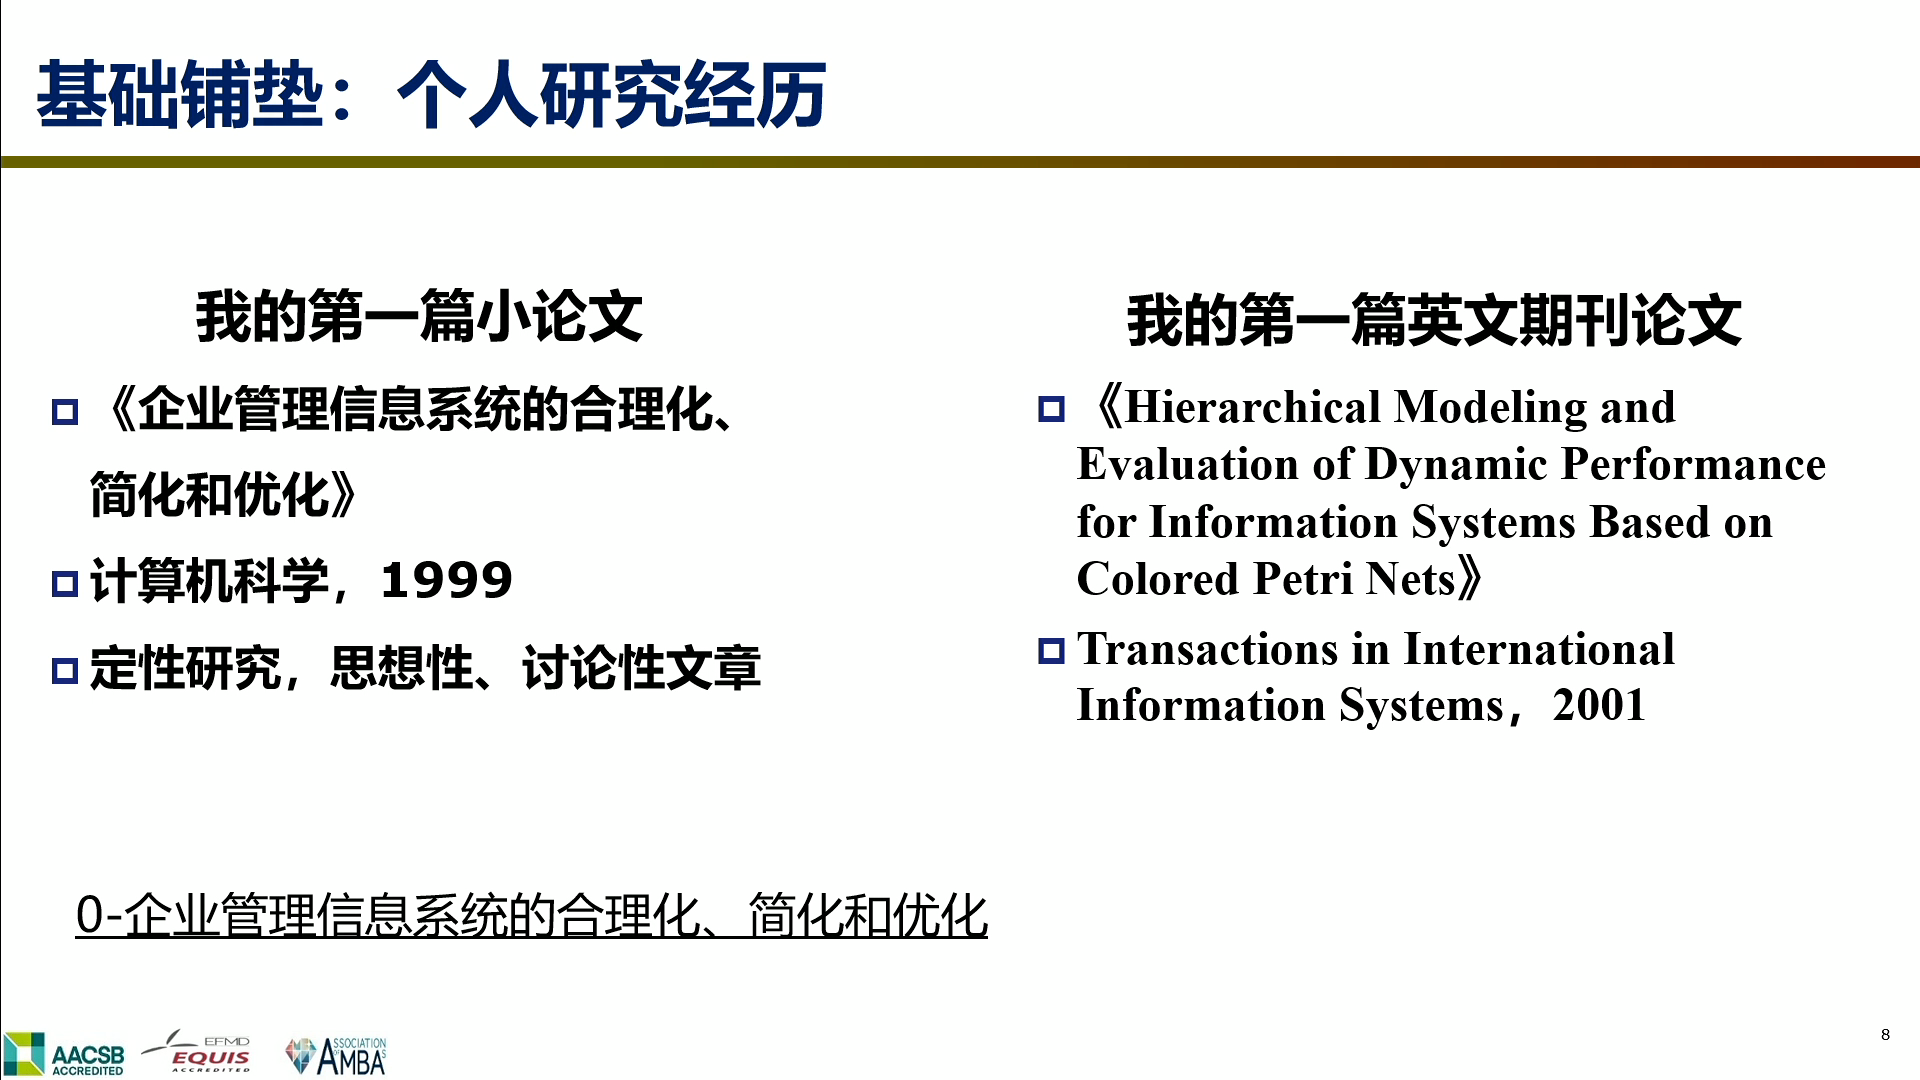 基础铺垫：个人研究经历
我的第一篇小论文
《企业管理信息系统的合理化、
简化和优化》
计算机科学，1999
定性研究，思想性、讨论性文章
我的第一篇英文期刊论文
《Hierarchical Modeling and
Evaluation of Dynamic Performance
for Information Systems Based on
Colored Petri Nets》
Transactions in International
Information Systems，2001
0-企业管理信息系统的合理化、简化和优化
AACSB
ACCREDITED
EFMD
EQUIS
ACCREDITED
ASSOCIATION
OF
AMBAs
8